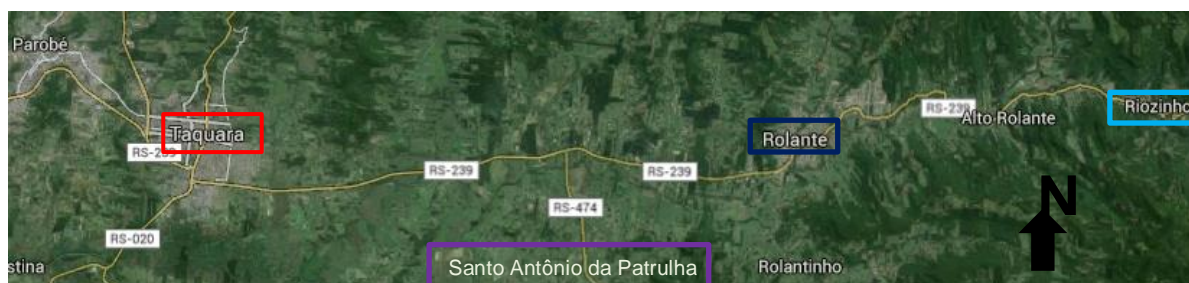 Parobé
Taquara
RS-239
RS-020
stina
RS-239
RS-474
RS-239
Santo Antônio da Patrulha
Rolante
Rolantinho
RS-239
Alto Rolante
Riozinho
N